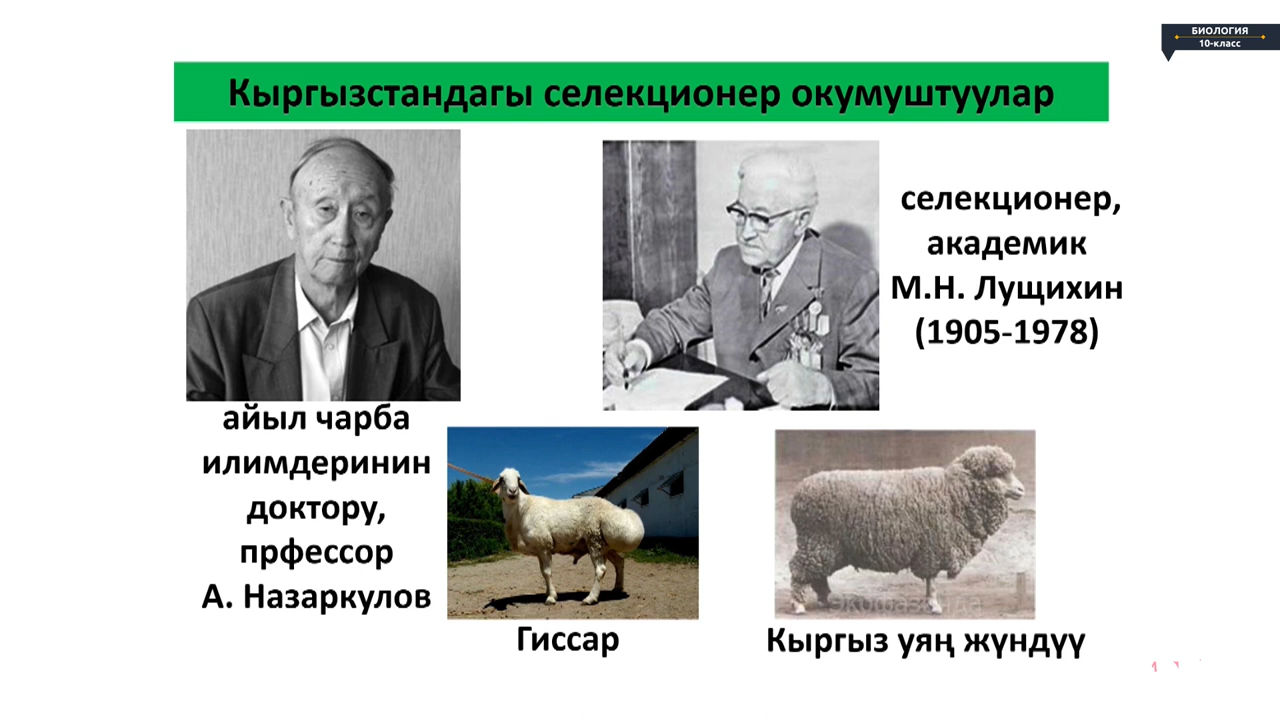 БИОЛОГИЯ
10-класс
Кыргызстандагы селекционер окумуштуулар
селекционер,
академик
М.Н. Лущихин
(1905-1978)
айыл чарба
илимдеринин
доктору,
прфессор
А. Назаркулов
Гиссар
Кыргыз уяң жүндүү